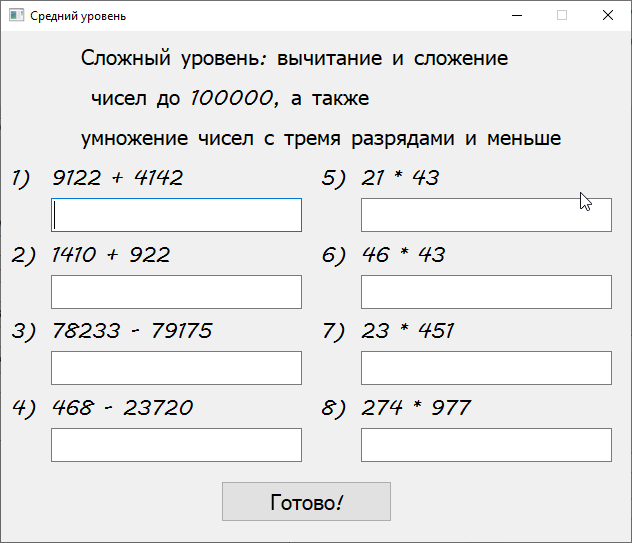 Средний уровень
Сложный уровень: вычитание и сложение
чисел до 100000, а также
умножение чисел с тремя разрядами и меньше
1) 9122 + 4142
5) 21 * 43
2) 1410 + 922
6) 46 * 43
3) 78233 - 79175
7) 23 * 451
4) 468 - 23720
8) 274 * 977
Готово!